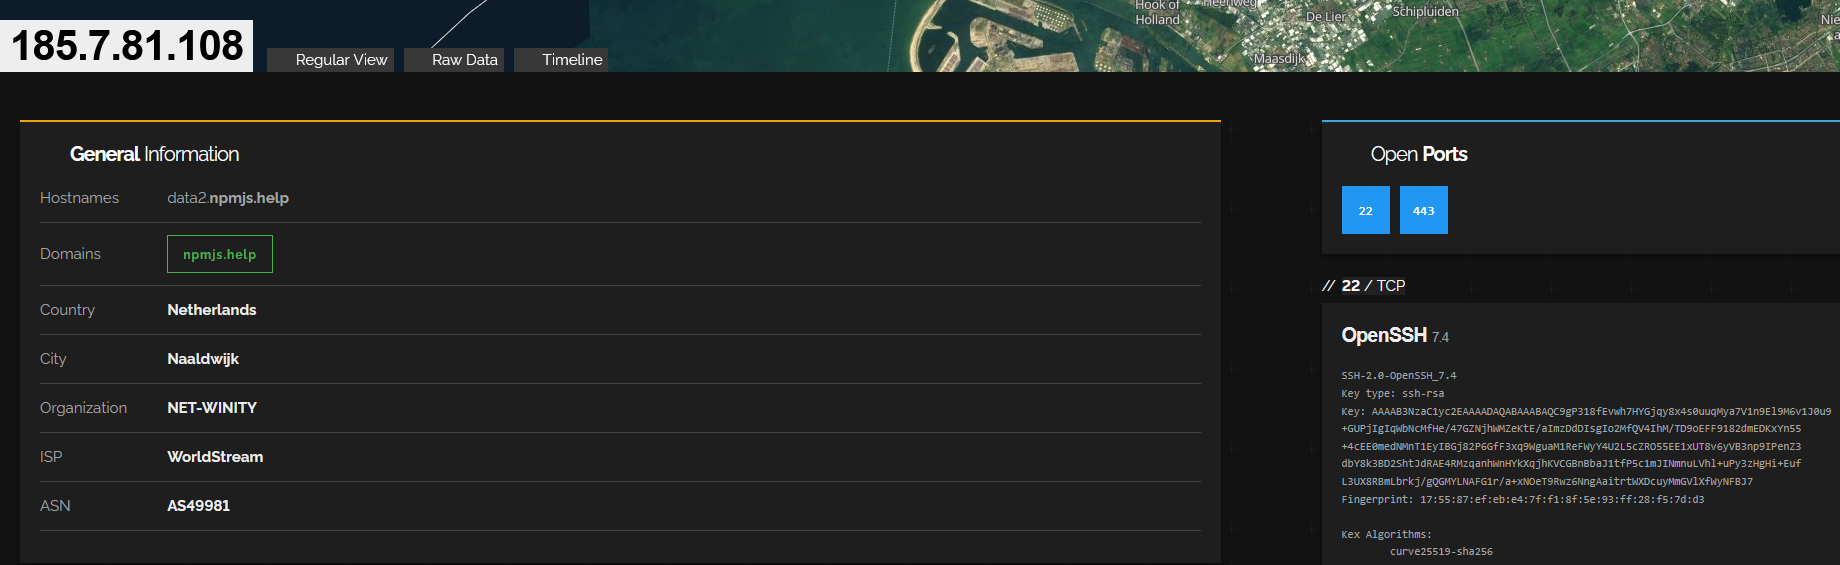 Hook of
Holland
Heenweg
De Lier
Schipluiden
Maasdijk
185.7.81.108
Regular View
Raw Data
Timeline
General Information
Hostnames data2.npmjs.help
Domains npmjs.help
Country Netherlands
City Naaldwijk
Organization NET-WINITY
ISP WorldStream
ASN AS49981
Open Ports
22 443
// 22 / TCP
OpenSSH 7.4
SSH-2.0-OpenSSH_7.4
Key type: ssh-rsa
Key: AAAAB3NzaC1yc2EAAAADAQABAAABAQC9gP318fEvwh7HYGjqy8x4s0uuqMya7V1n9El9M6v1J0u9
+GUPjIgIqWbNcMfHe/47GZNjhWMZeKtE/aImzDdDIsgIo2MfQV4IhM/TD9oEFF9182dmEDKxYn55
+4cEE0medNMnT1EyIBGj82P6GfF3xq9WguaM1ReFWyY4U2L5cZRO55EE1xUT8v6yVB3np9IPenZ3
dbY8k3BD2ShtJdRAE4RMzqanhWnHYkXqjhKVCGBnBbaJ1tfP5c1mJINmnuLVhl+uPy3zHgHi+Euf
L3UX8RBmLbrkj/gQGMYLNAFG1r/a+xNOeT9Rwz6NngAaitrtWXDcuyMmGVlXfWyNFBJ7
Fingerprint: 17:55:87:ef:eb:e4:7f:f1:8f:5e:93:ff:28:f5:7d:d3
Kex Algorithms:
curve25519-sha256